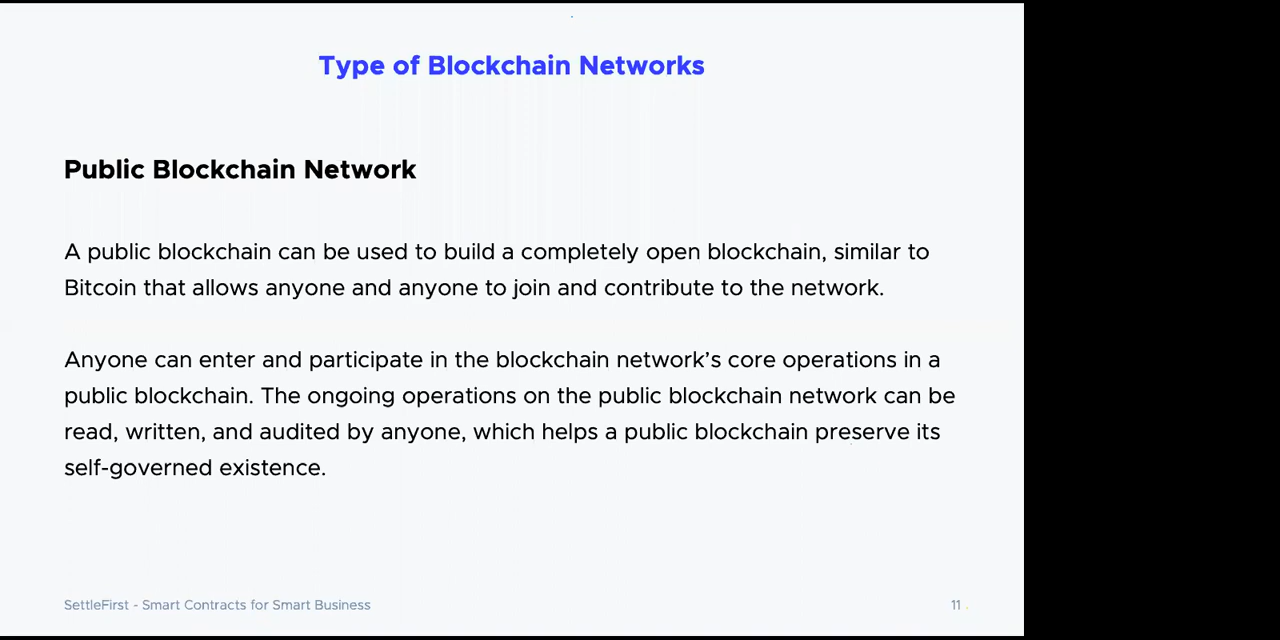 Type of Blockchain Networks
Public Blockchain Network
A public blockchain can be used to build a completely open blockchain, similar to
Bitcoin that allows anyone and anyone to join and contribute to the network.
Anyone can enter and participate in the blockchain network’s core operations in a
public blockchain. The ongoing operations on the public blockchain network can be
read, written, and audited by anyone, which helps a public blockchain preserve its
self-governed existence.
SettleFirst - Smart Contracts for Smart Business
11